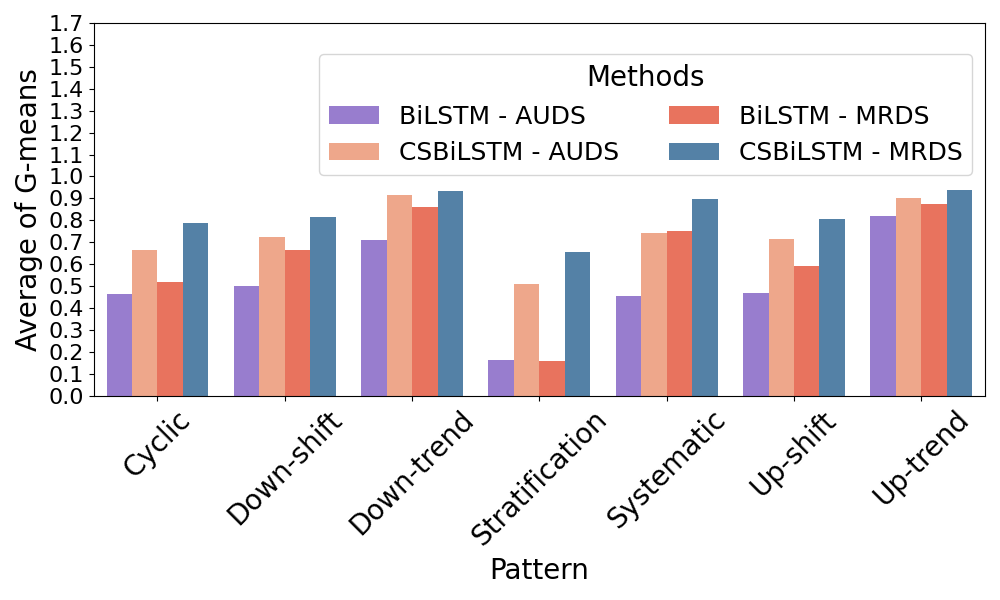 1.7
1.6
1.5
1.4
1.3
1.2
1.1
1.0
0.9
0.8
0.7
0.6
0.5
0.4
0.3
0.2
0.1
0.0
Average of G-means
Methods
BiLSTM - AUDS
CSBiLSTM - AUDS
BiLSTM - MRDS
CSBiLSTM - MRDS
Cyclic
Down-shift
Down-trend
Stratification
Systematic
Up-shift
Up-trend
Pattern